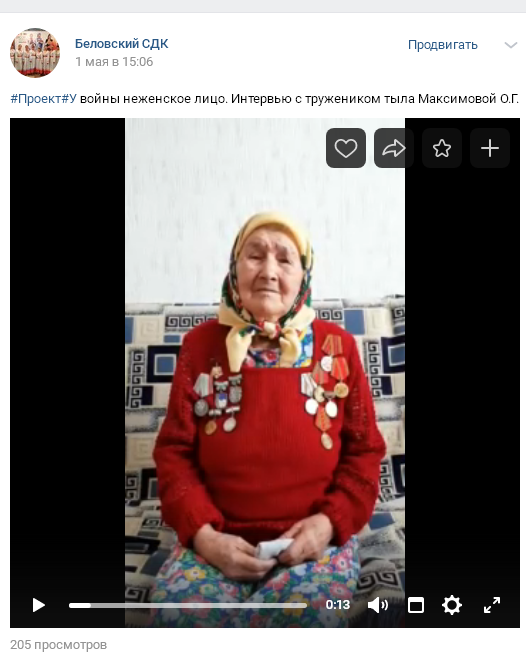 Беловский СДК
Продвигать
1 мая в 15:06
#Проект#У войны неженское лицо. Интервью с тружеником тыла Максимовой О.Г.
0:13
205 просмотров